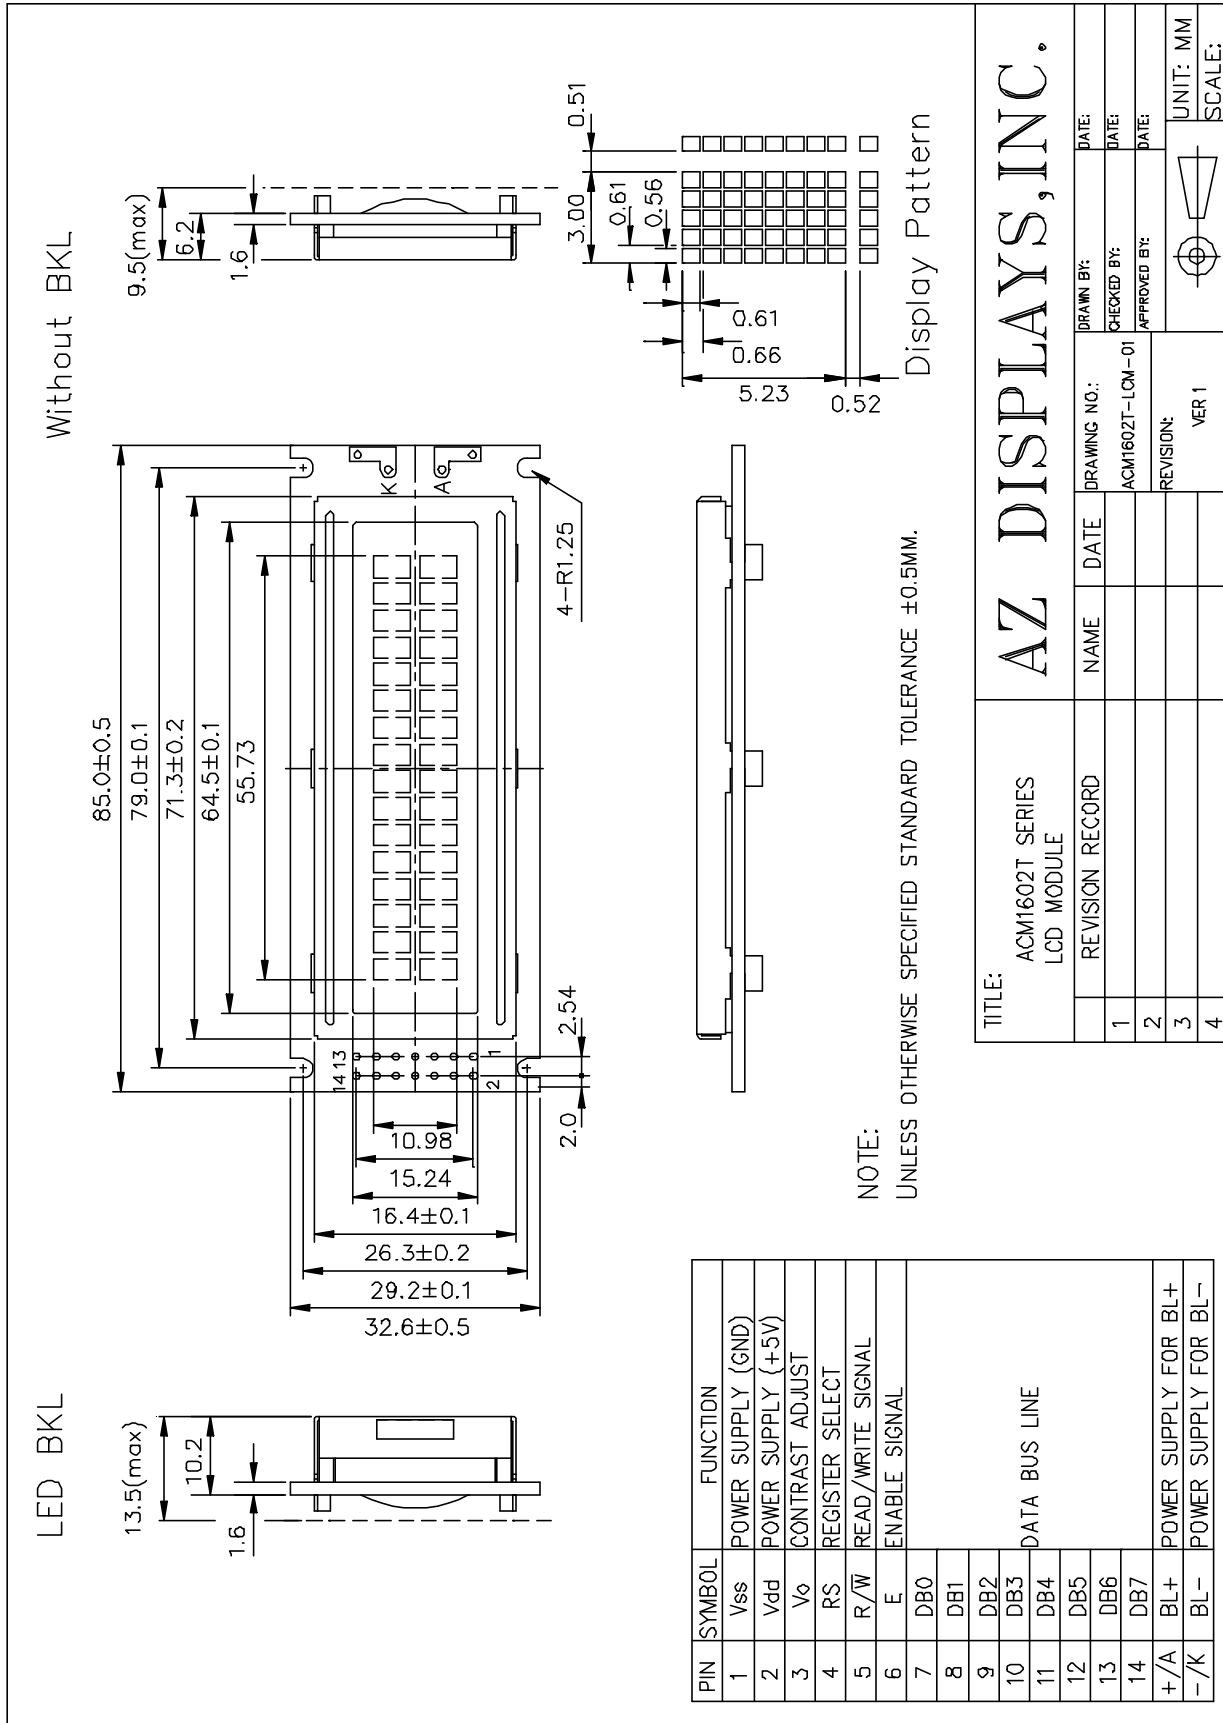 LED BKL
13.5(max)
10.2
1.6
Without BKL
9.5(max)
6.2
1.6
85.0±0.5
79.0±0.1
71.3±0.2
64.5±0.1
55.73
14 13
2 1
K
A
10.98
15.24
16.4±0.1
26.3±0.2
29.2±0.1
32.6±0.5
2.0
2.54
4-R1.25
3.00
0.51
0.61
0.56
0.61
0.66
5.23
0.52
Display Pattern
NOTE:
UNLESS OTHERWISE SPECIFIED STANDARD TOLERANCE ±0.5MM.
PIN SYMBOL FUNCTION
1 Vss POWER SUPPLY (GND)
2 Vdd POWER SUPPLY (+5V)
3 Vo CONTRAST ADJUST
4 RS REGISTER SELECT
5 R/W̅ READ/WRITE SIGNAL
6 E ENABLE SIGNAL
7 DB0
8 DB1
9 DB2
10 DB3 DATA BUS LINE
11 DB4
12 DB5
13 DB6
14 DB7
+/A BL+ POWER SUPPLY FOR BL+
-/K BL- POWER SUPPLY FOR BL-
TITLE:
ACM1602T SERIES
LCD MODULE
AZ DISPLAYS,INC.
REVISION RECORD NAME DATE
1
2
3
4
DRAWING NO.:
ACM1602T-LCM-01
REVISION:
VER 1
DRAWN BY: DATE:
CHECKED BY: DATE:
APPROVED BY: DATE:
UNIT: MM
SCALE: